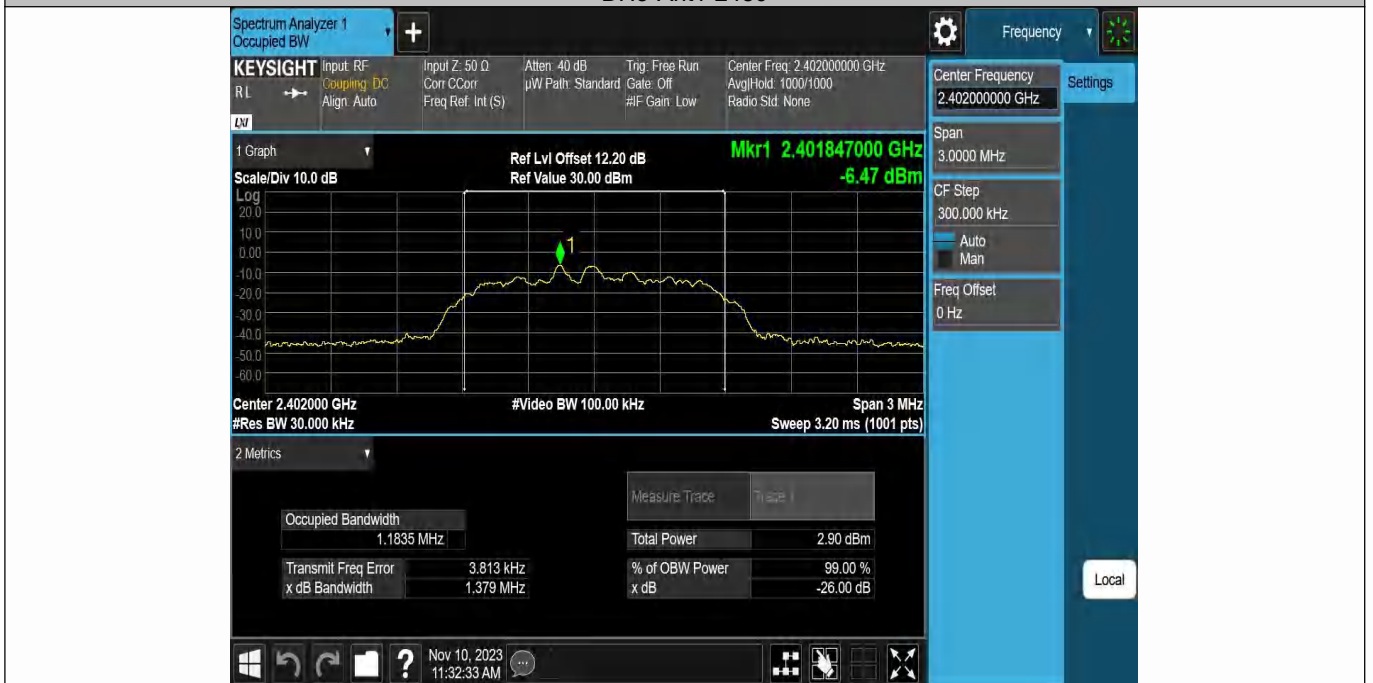 Spectrum Analyzer 1
Occupied BW
+
Frequency
KEYSIGHT
R L
LXI
Input: RF
Coupling: DC
Align: Auto
Input Z: 50 Ω
Corr CCorr
Freq Ref: Int (S)
Atten: 40 dB
µW Path: Standard
Trig: Free Run
Gate: Off
#IF Gain: Low
Center Freq: 2.402000000 GHz
Avg|Hold: 1000/1000
Radio Std: None
Center Frequency
2.402000000 GHz
Settings
Span
3.0000 MHz
CF Step
300.000 kHz
Auto
Man
Freq Offset
0 Hz
Local
1 Graph
Scale/Div 10.0 dB
Ref Lvl Offset 12.20 dB
Ref Value 30.00 dBm
Mkr1 2.401847000 GHz
-6.47 dBm
Log
20.0
10.0
0.00
-10.0
-20.0
-30.0
-40.0
-50.0
-60.0
1
Center 2.402000 GHz
#Res BW 30.000 kHz
#Video BW 100.00 kHz
Span 3 MHz
Sweep 3.20 ms (1001 pts)
2 Metrics
Measure Trace Trace 1
Occupied Bandwidth
1.1835 MHz
Total Power 2.90 dBm
Transmit Freq Error 3.813 kHz
% of OBW Power 99.00 %
x dB Bandwidth 1.379 MHz
x dB -26.00 dB
?
Nov 10, 2023
11:32:33 AM